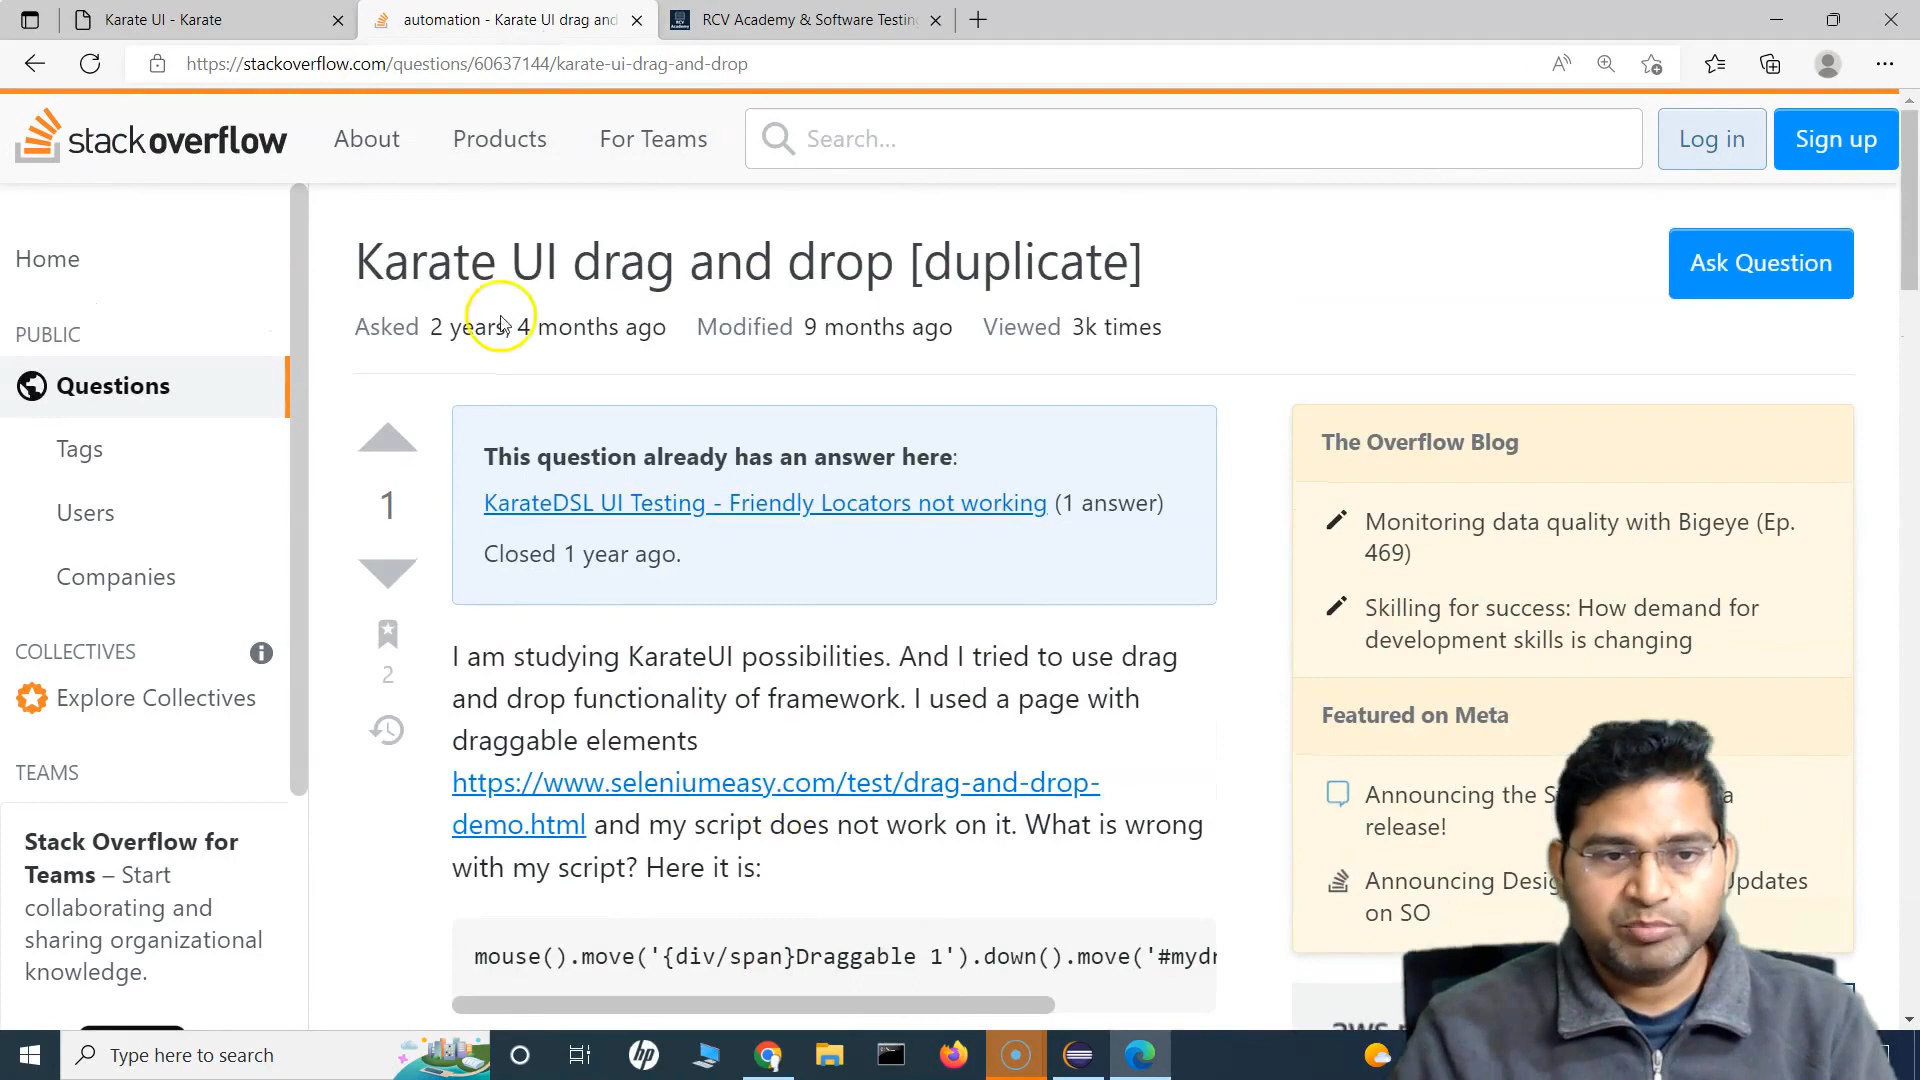 Karate UI - Karate
automation - Karate UI drag and
RCV Academy & Software Testin
https://stackoverflow.com/questions/60637144/karate-ui-drag-and-drop
stackoverflow
About
Products
For Teams
Search...
Log in
Sign up
Home
PUBLIC
Questions
Tags
Users
Companies
COLLECTIVES
Explore Collectives
TEAMS
Stack Overflow for
Teams – Start
collaborating and
sharing organizational
knowledge.
Karate UI drag and drop [duplicate]
Ask Question
Asked 2 years, 4 months ago Modified 9 months ago Viewed 3k times
1
2
This question already has an answer here:
KarateDSL UI Testing - Friendly Locators not working (1 answer)
Closed 1 year ago.
I am studying KarateUI possibilities. And I tried to use drag
and drop functionality of framework. I used a page with
draggable elements
https://www.seleniumeasy.com/test/drag-and-drop-
demo.html and my script does not work on it. What is wrong
with my script? Here it is:
mouse().move('{div/span}Draggable 1').down().move('#mydr
The Overflow Blog
Monitoring data quality with Bigeye (Ep.
469)
Skilling for success: How demand for
development skills is changing
Featured on Meta
Announcing the
release!
Announcing Updates
on SO
Type here to search
hp